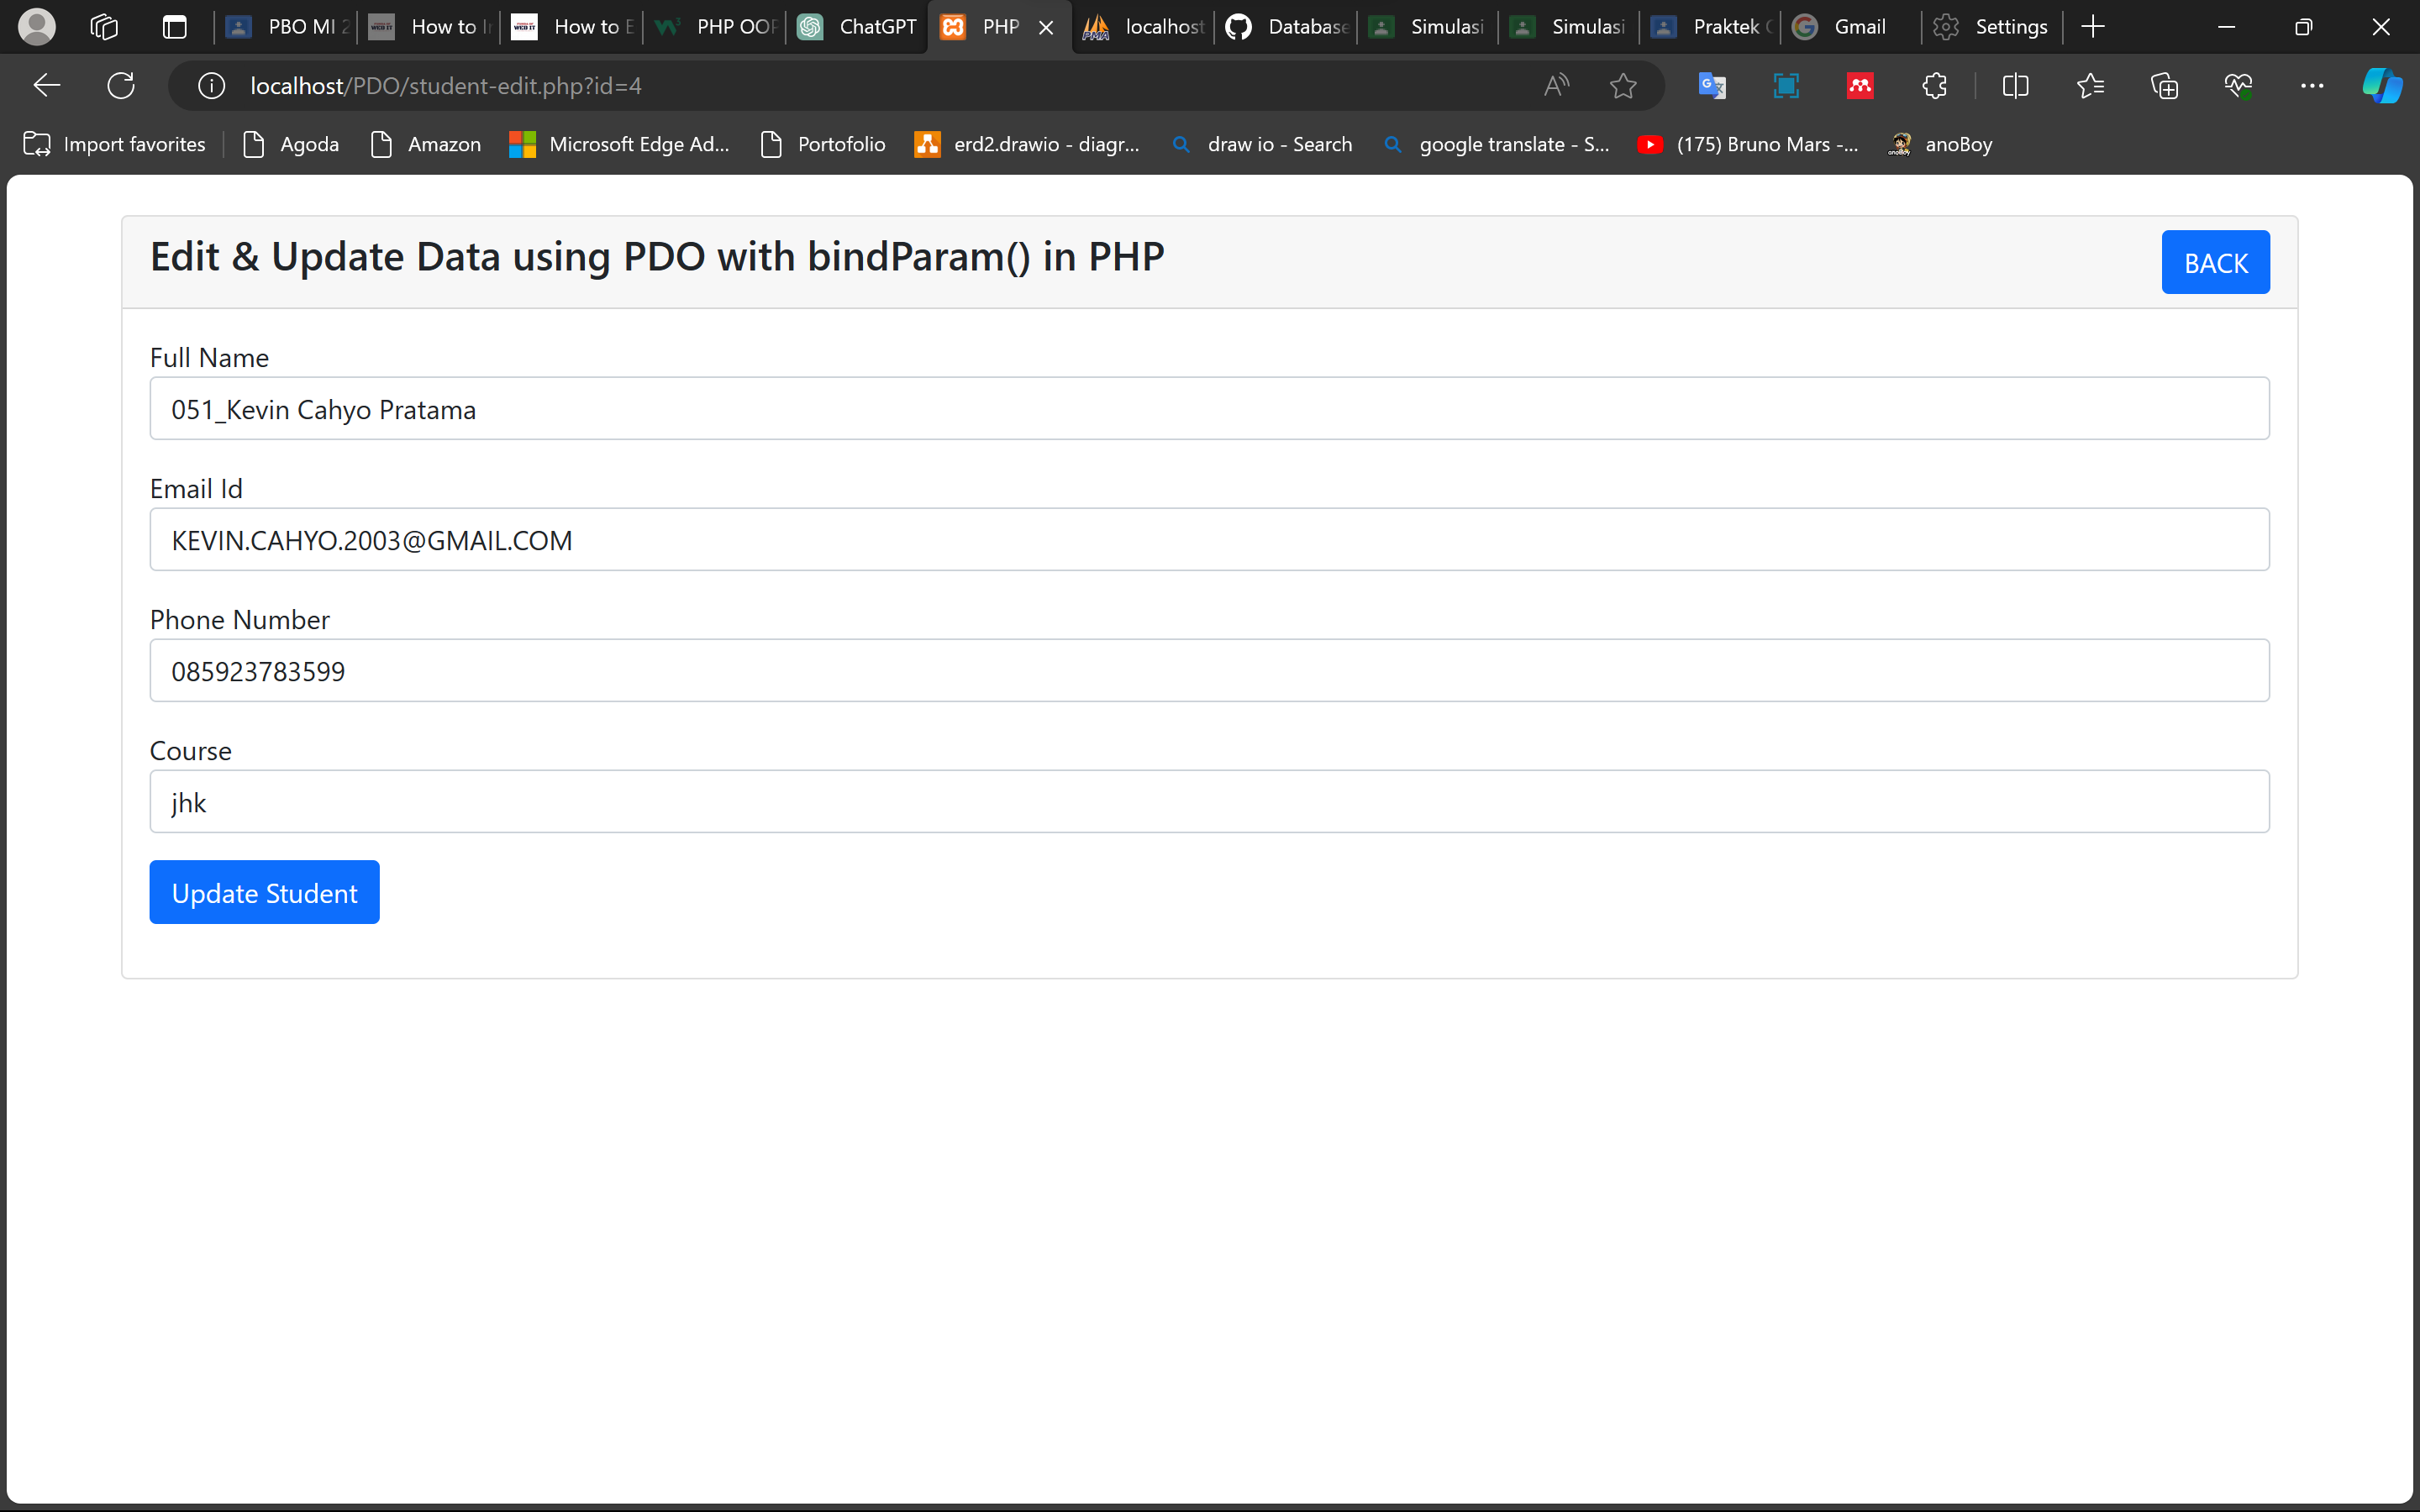 PBO MI 2
How to I
How to E
PHP OOP
ChatGPT
PHP
localhost
Database
Simulasi
Simulasi
Praktek
Gmail
Settings
localhost/PDO/student-edit.php?id=4
Import favorites
Agoda
Amazon
Microsoft Edge Ad...
Portofolio
erd2.drawio - diagr...
draw io - Search
google translate - S...
(175) Bruno Mars -...
anoBoy
Edit & Update Data using PDO with bindParam() in PHP
BACK
Full Name
051_Kevin Cahyo Pratama
Email Id
KEVIN.CAHYO.2003@GMAIL.COM
Phone Number
085923783599
Course
jhk
Update Student